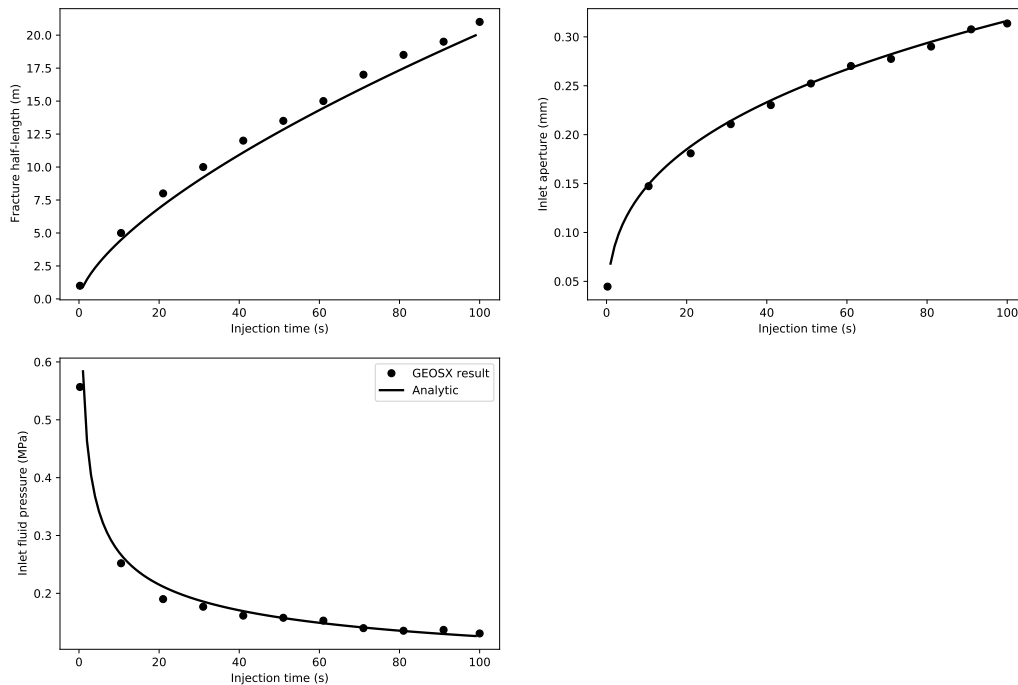 Fracture half-length (m)
20.0
17.5
15.0
12.5
10.0
7.5
5.0
2.5
0.0
0 20 40 60 80 100
Injection time (s)
Inlet aperture (mm)
0.30
0.25
0.20
0.15
0.10
0.05
0 20 40 60 80 100
Injection time (s)
Inlet fluid pressure (MPa)
0.6
0.5
0.4
0.3
0.2
0 20 40 60 80 100
Injection time (s)
GEOSX result
Analytic